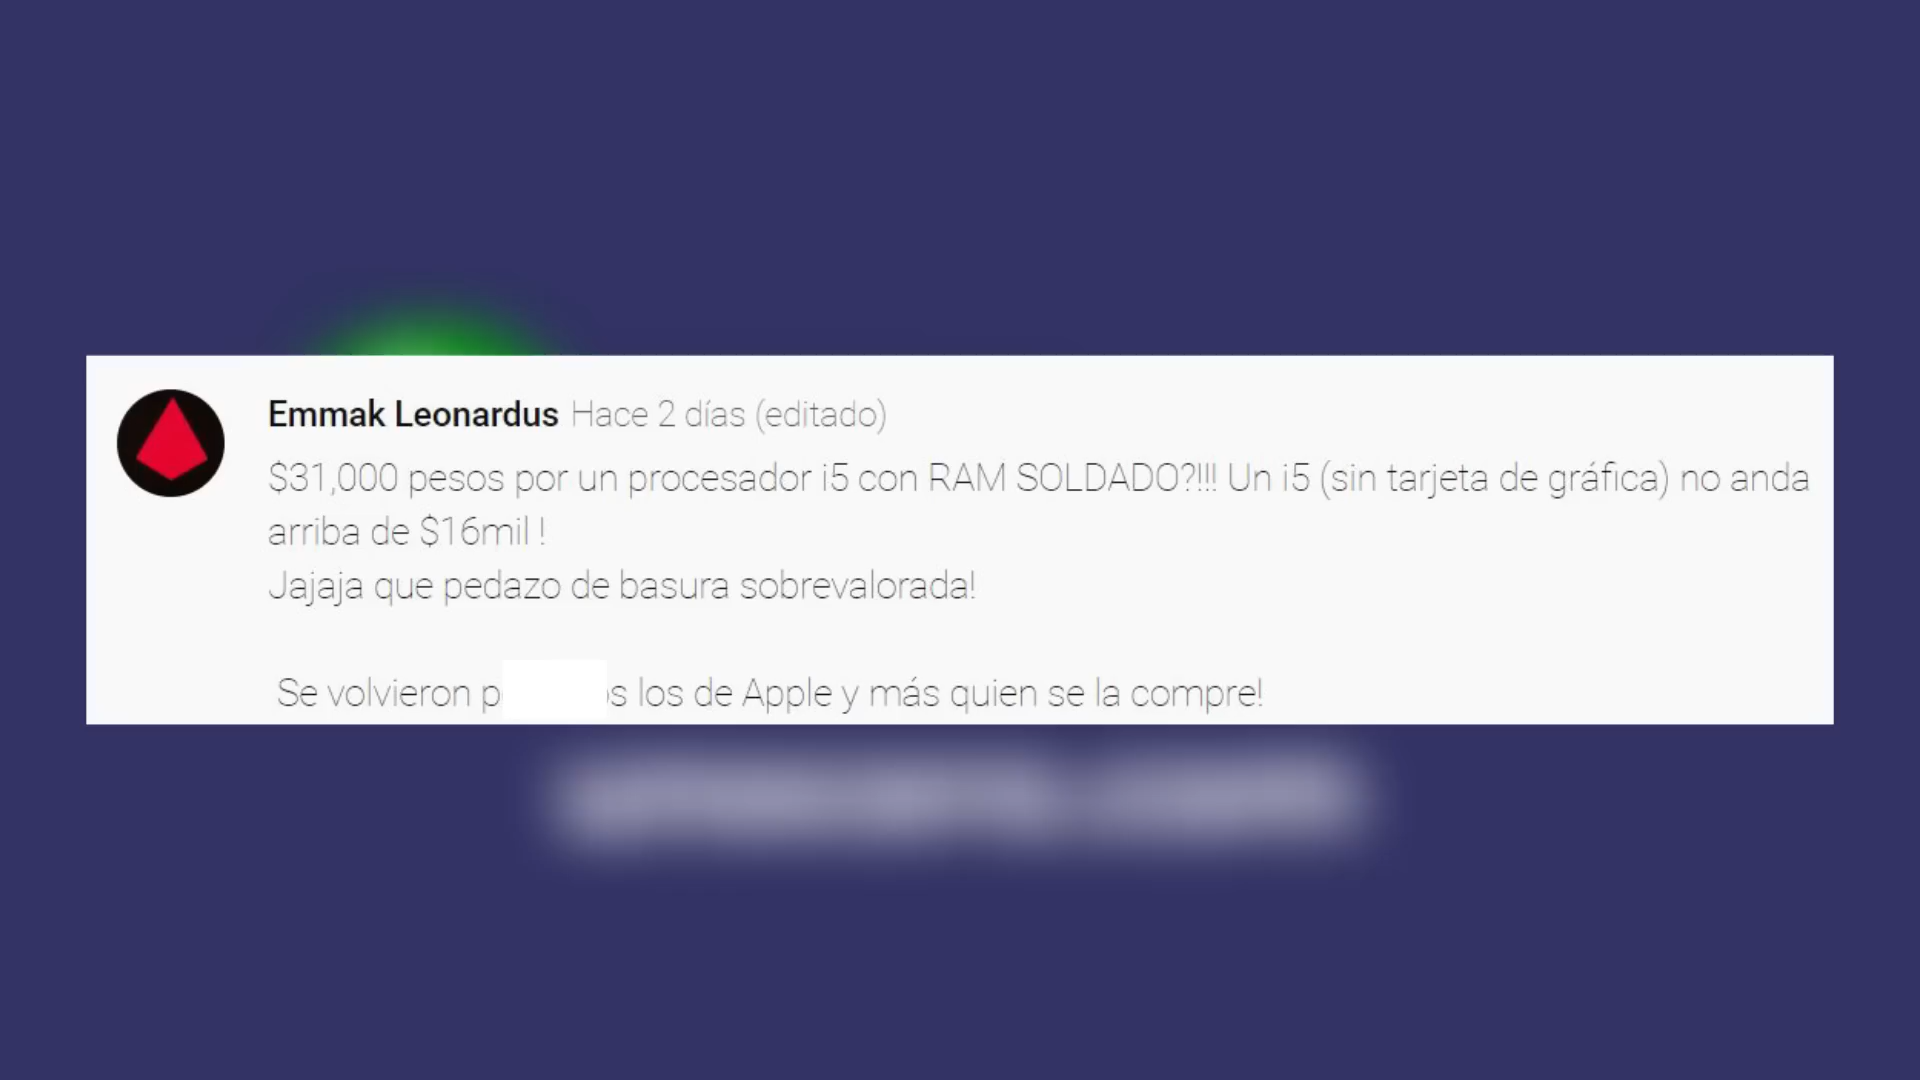 Emmak Leonardus Hace 2 días (editado)
$31,000 pesos por un procesador i5 con RAM SOLDADO?!!! Un i5 (sin tarjeta de gráfica) no anda
arriba de $16mil !
Jajaja que pedazo de basura sobrevalorada!
Se volvieron los de Apple y más quien se la compre!